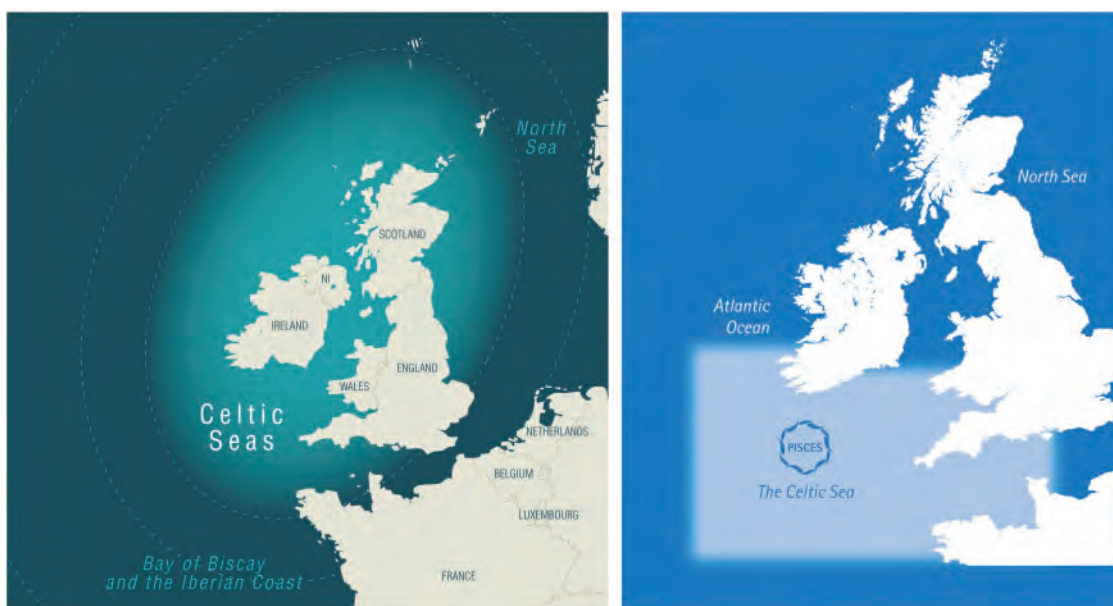 North
Sea
SCOTLAND
NI
IRELAND
ENGLAND
WALES
Celtic
Seas
NETHERLANDS
BELGIUM
LUXEMBOURG
Bay of Biscay
and the Iberian Coast
FRANCE
North Sea
Atlantic
Ocean
PISCES
The Celtic Sea